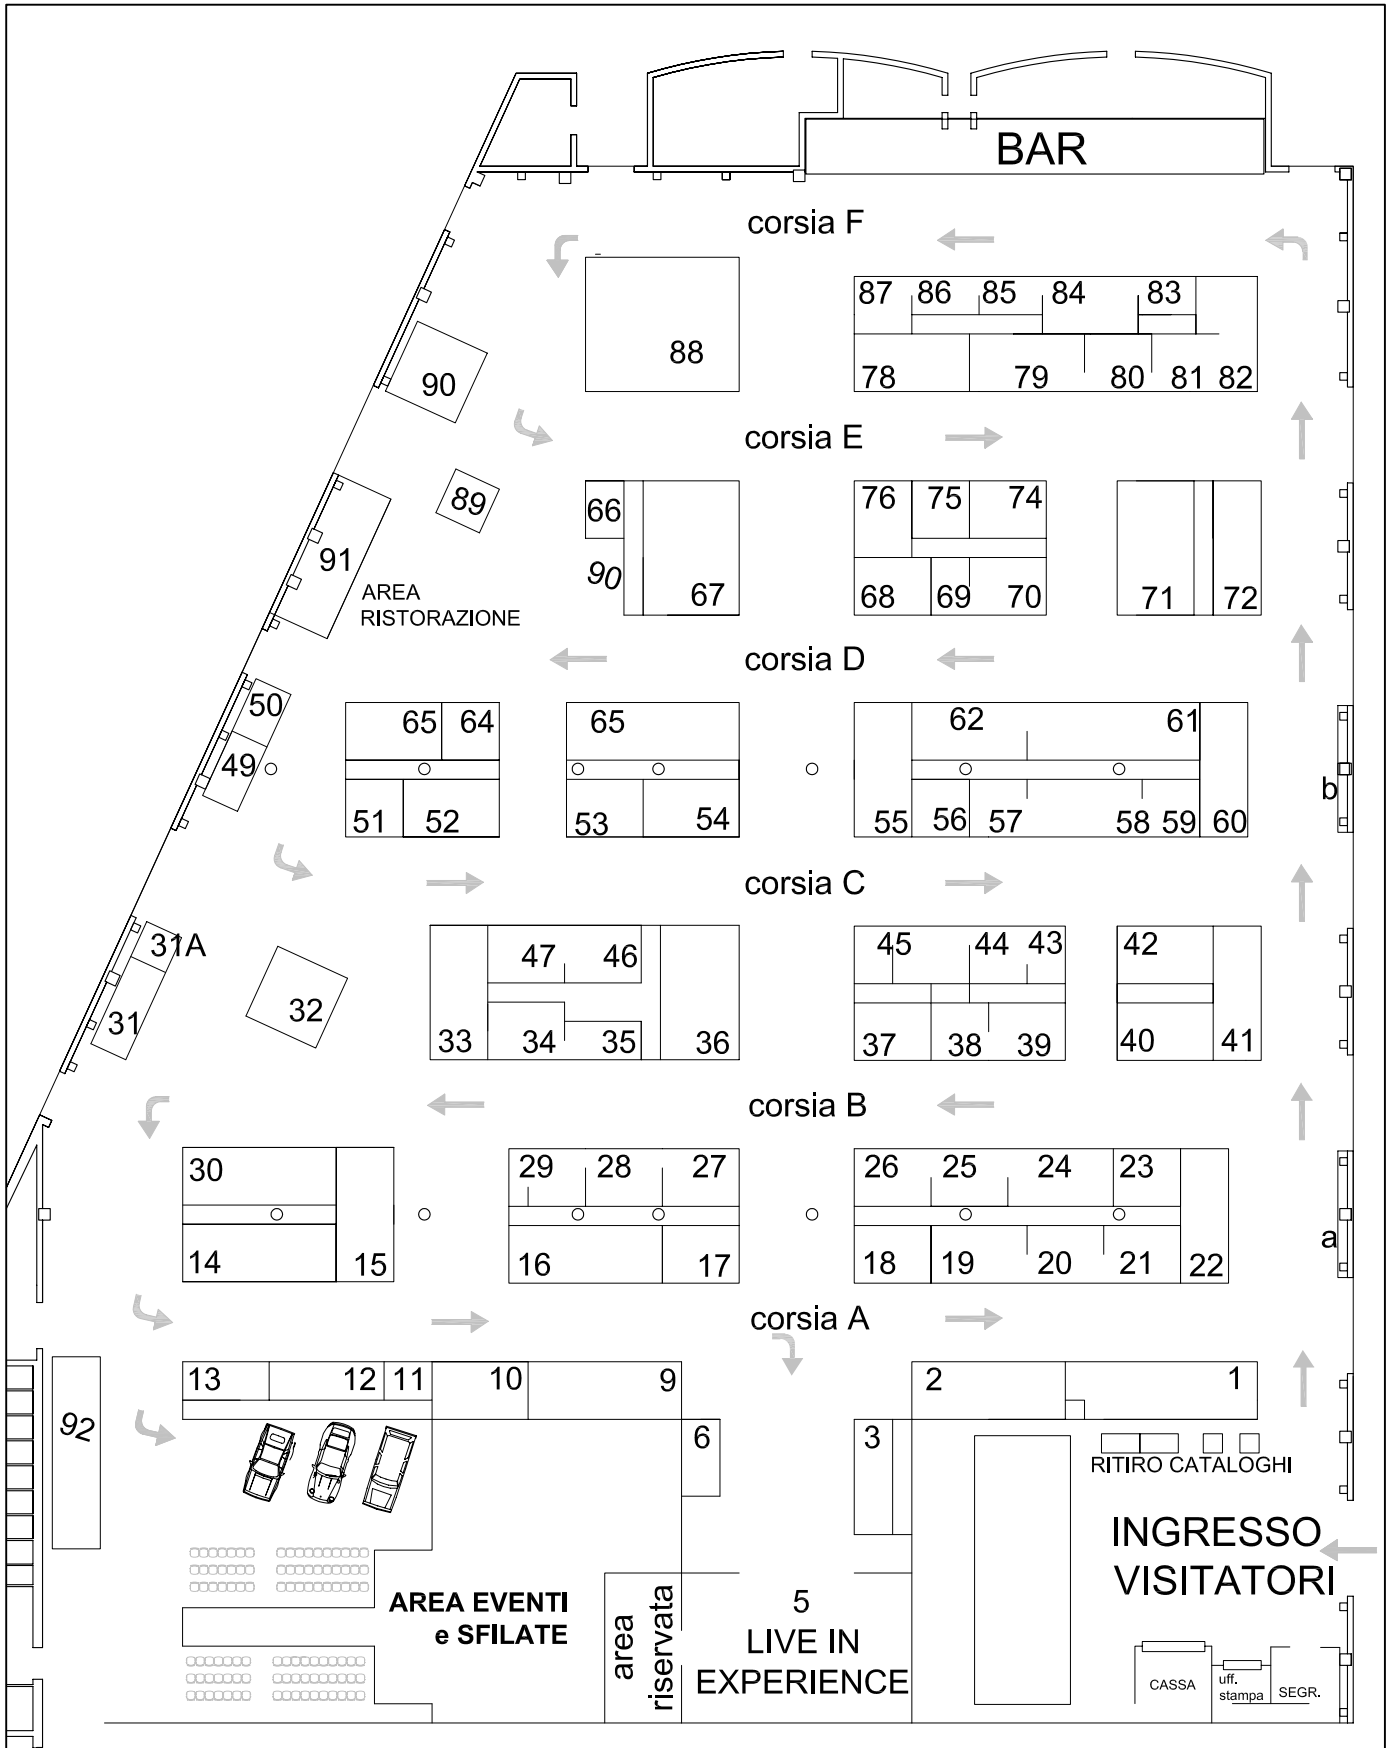 BAR
corsia F
87 86 85 84 83
88
78 79 80 81 82
90
corsia E
89
66
76 75 74
91
90
67
68 69 70
71 72
AREA
RISTORAZIONE
corsia D
50
65 64
65
62 61
49
b
51 52
53 54
55 56 57 58 59 60
corsia C
31A
47 46
45 44 43
42
32
31
33 34 35 36
37 38 39
40 41
corsia B
30
29 28 27
26 25 24 23
a
14 15
16 17
18 19 20 21 22
corsia A
13 12 11 10 9
2 1
92
6
3
RITIRO CATALOGHI
INGRESSO
VISITATORI
AREA EVENTI
e SFILATE
area
riservata
5
LIVE IN
EXPERIENCE
CASSA
uff.
stampa
SEGR.